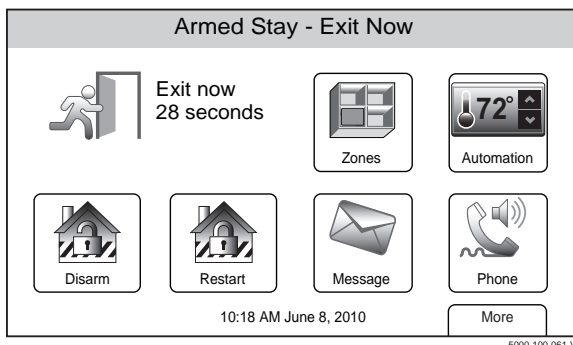 Armed Stay - Exit Now
Exit now
28 seconds
72°
Zones
Automation
Disarm
Restart
Message
Phone
10:18 AM June 8, 2010
More